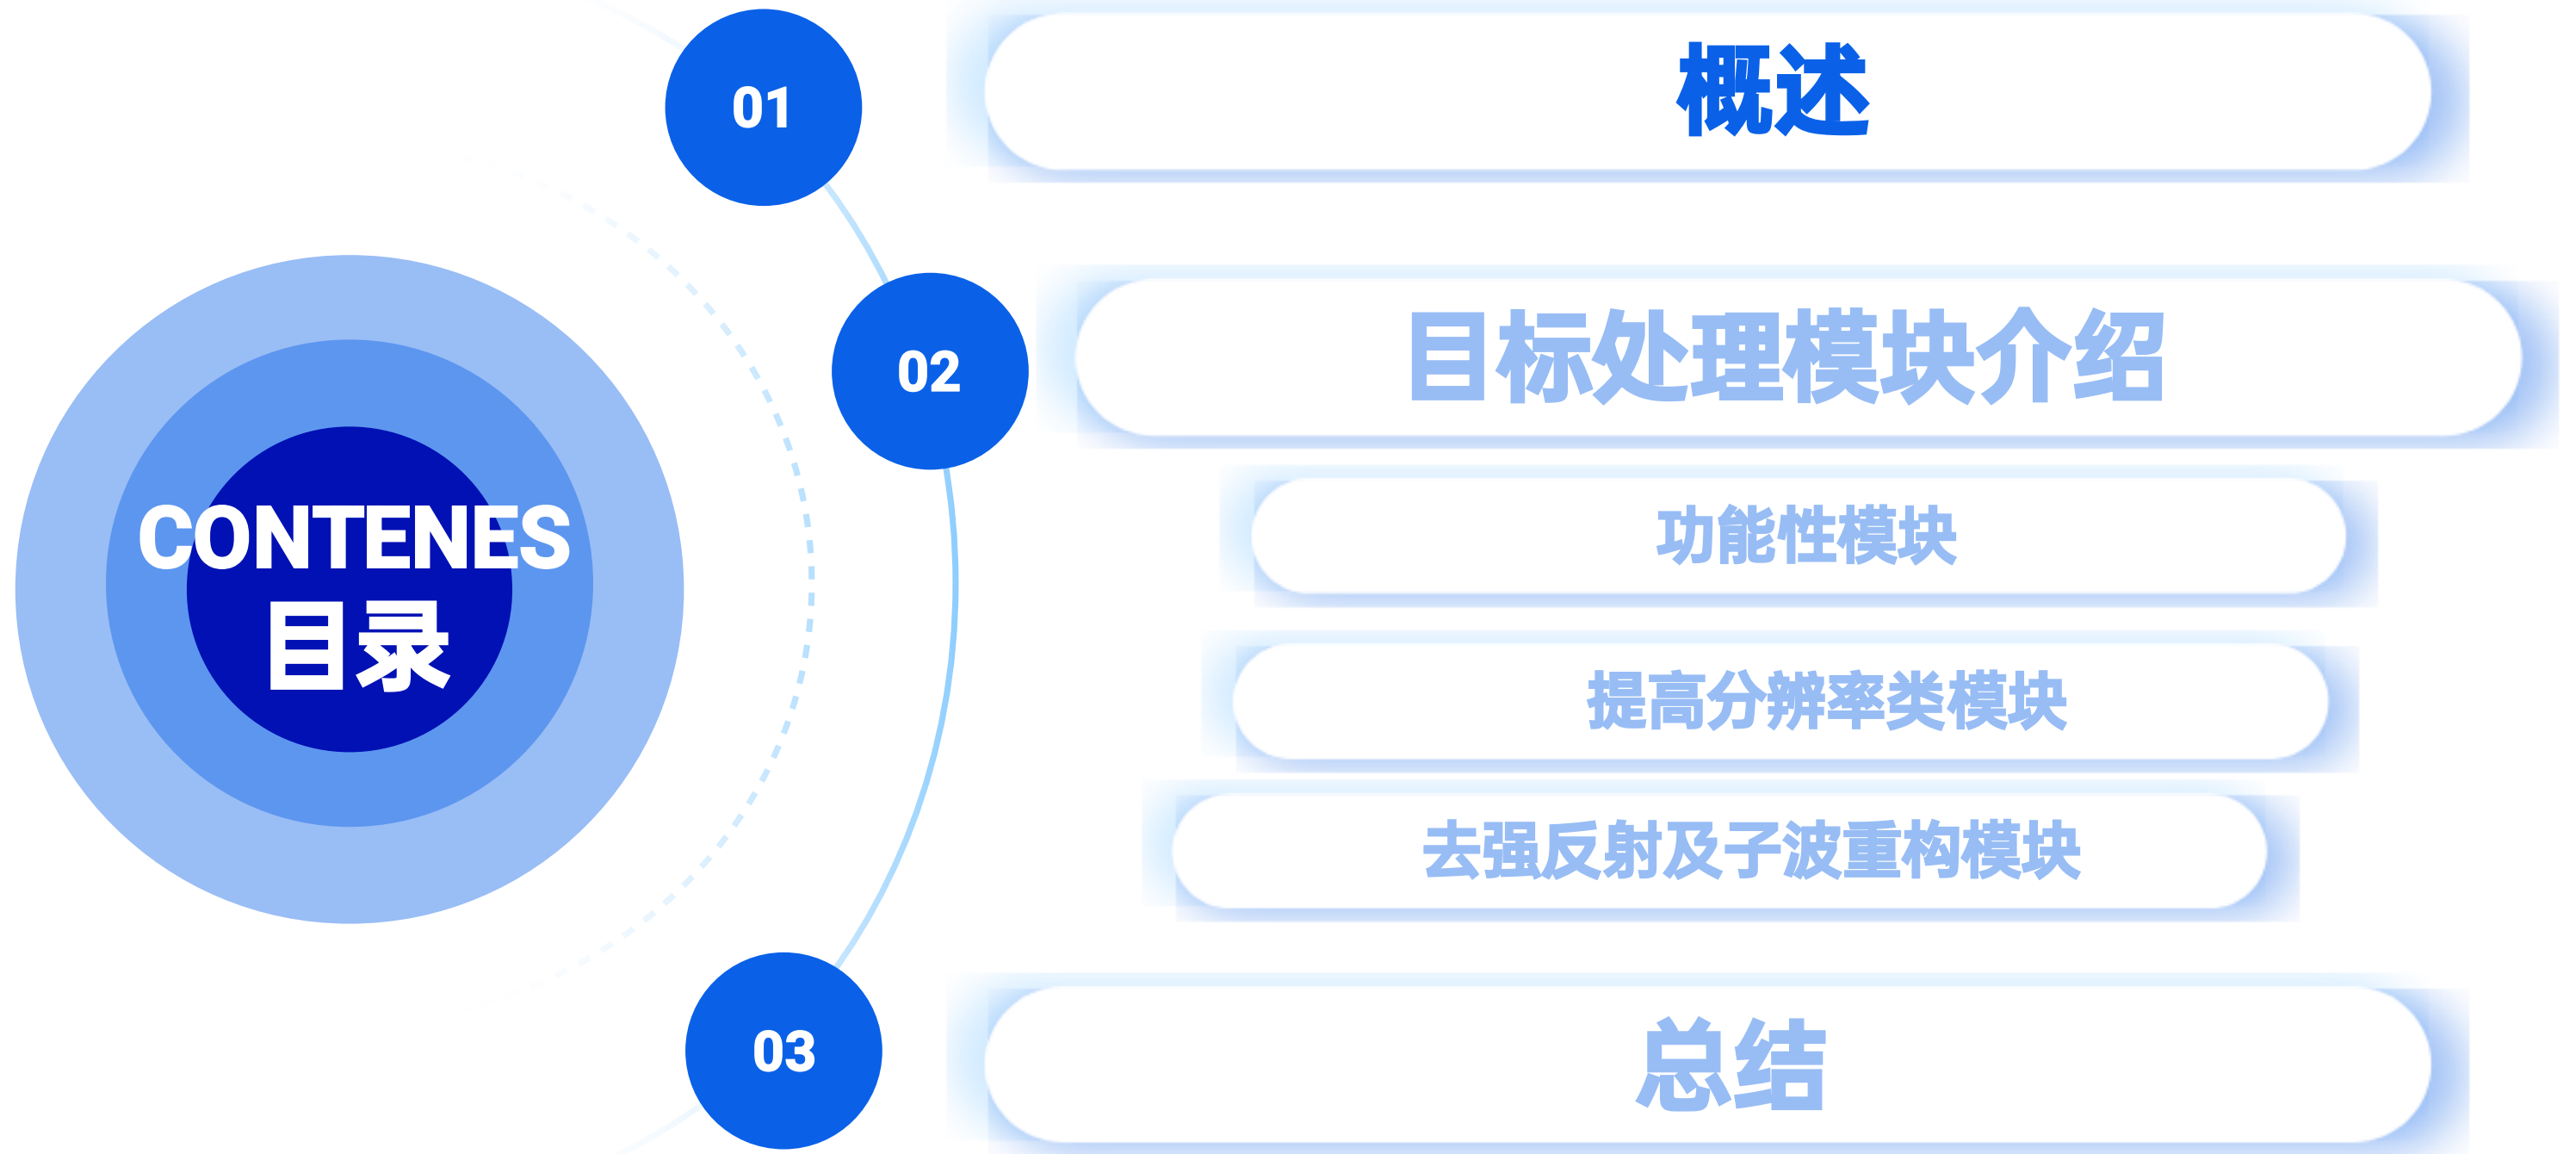 CONTENES
目录
01
概述
02
目标处理模块介绍
功能性模块
提高分辨率类模块
去强反射及子波重构模块
03
总结